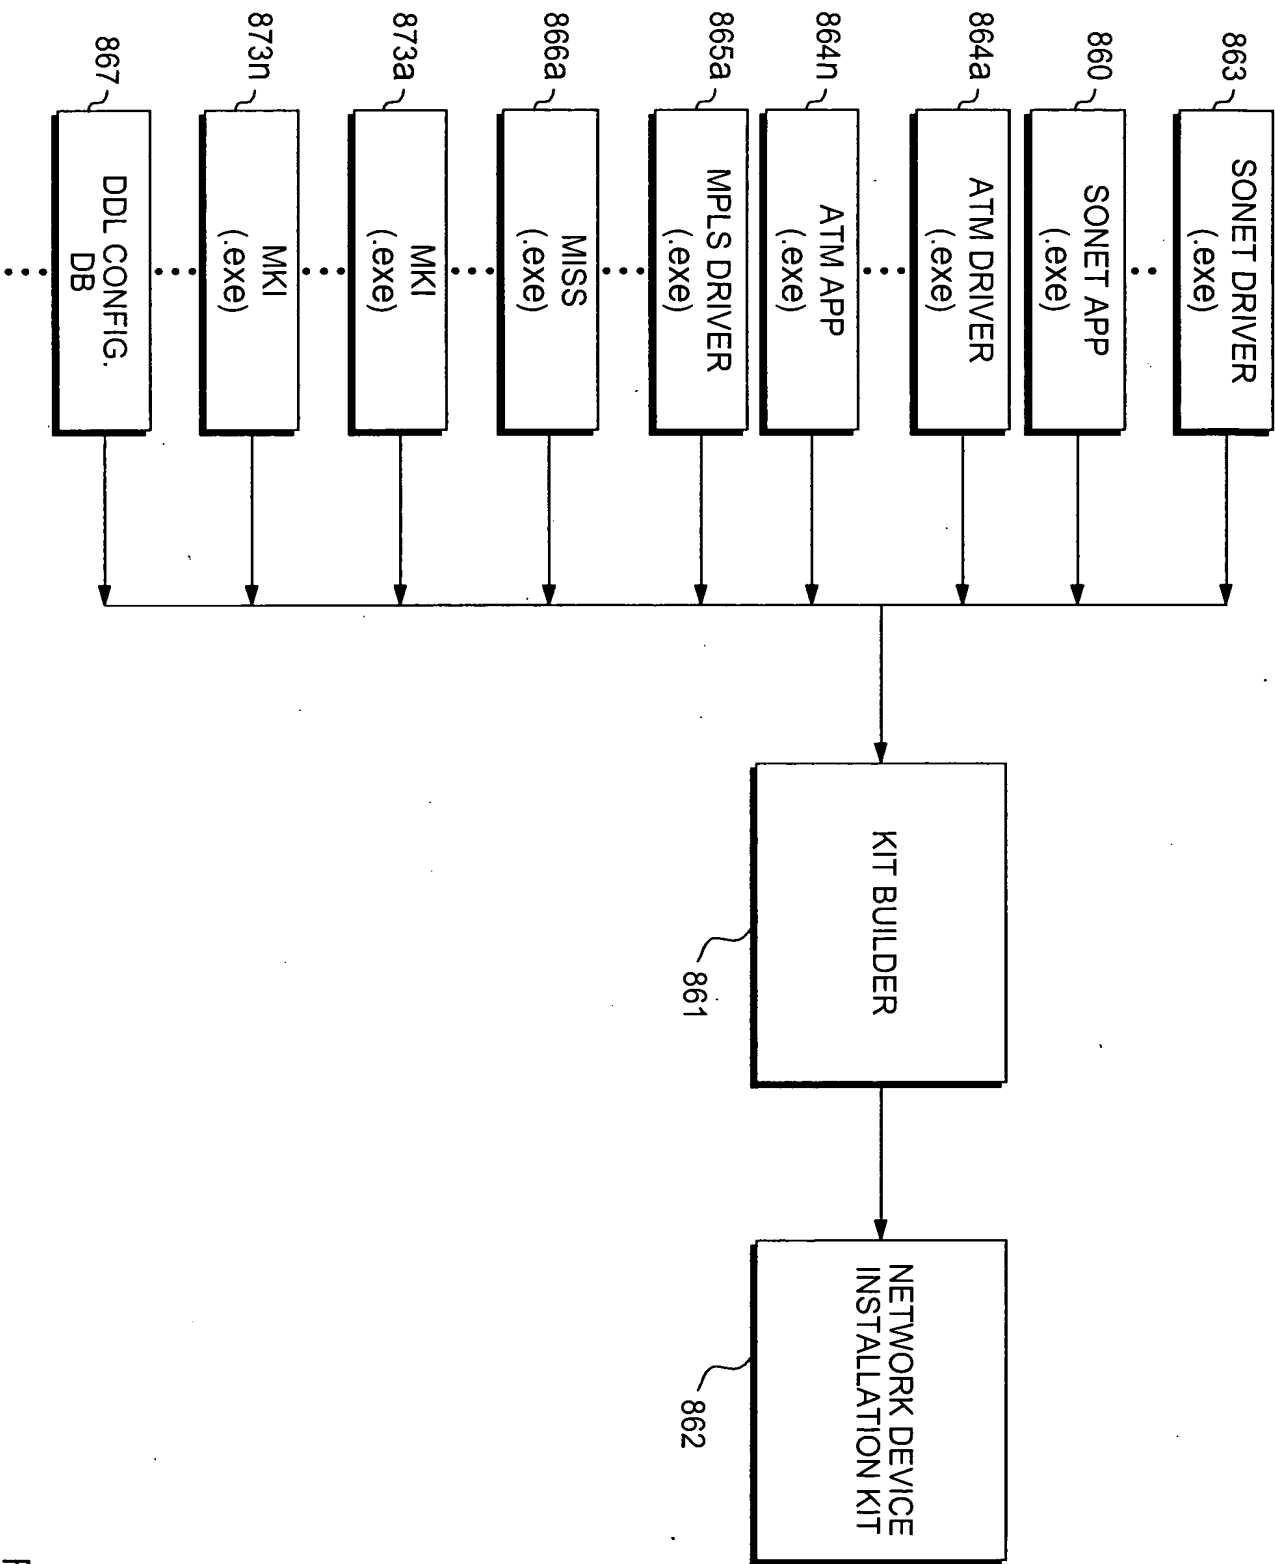 863
SONET DRIVER
(.exe)
860
SONET APP
(.exe)
864a
ATM DRIVER
(.exe)
864n
ATM APP
(.exe)
865a
MPLS DRIVER
(.exe)
866a
MISS
(.exe)
873a
MKI
(.exe)
873n
MKI
(.exe)
867
DDL CONFIG.
DB
KIT BUILDER
861
NETWORK DEVICE
INSTALLATION KIT
862